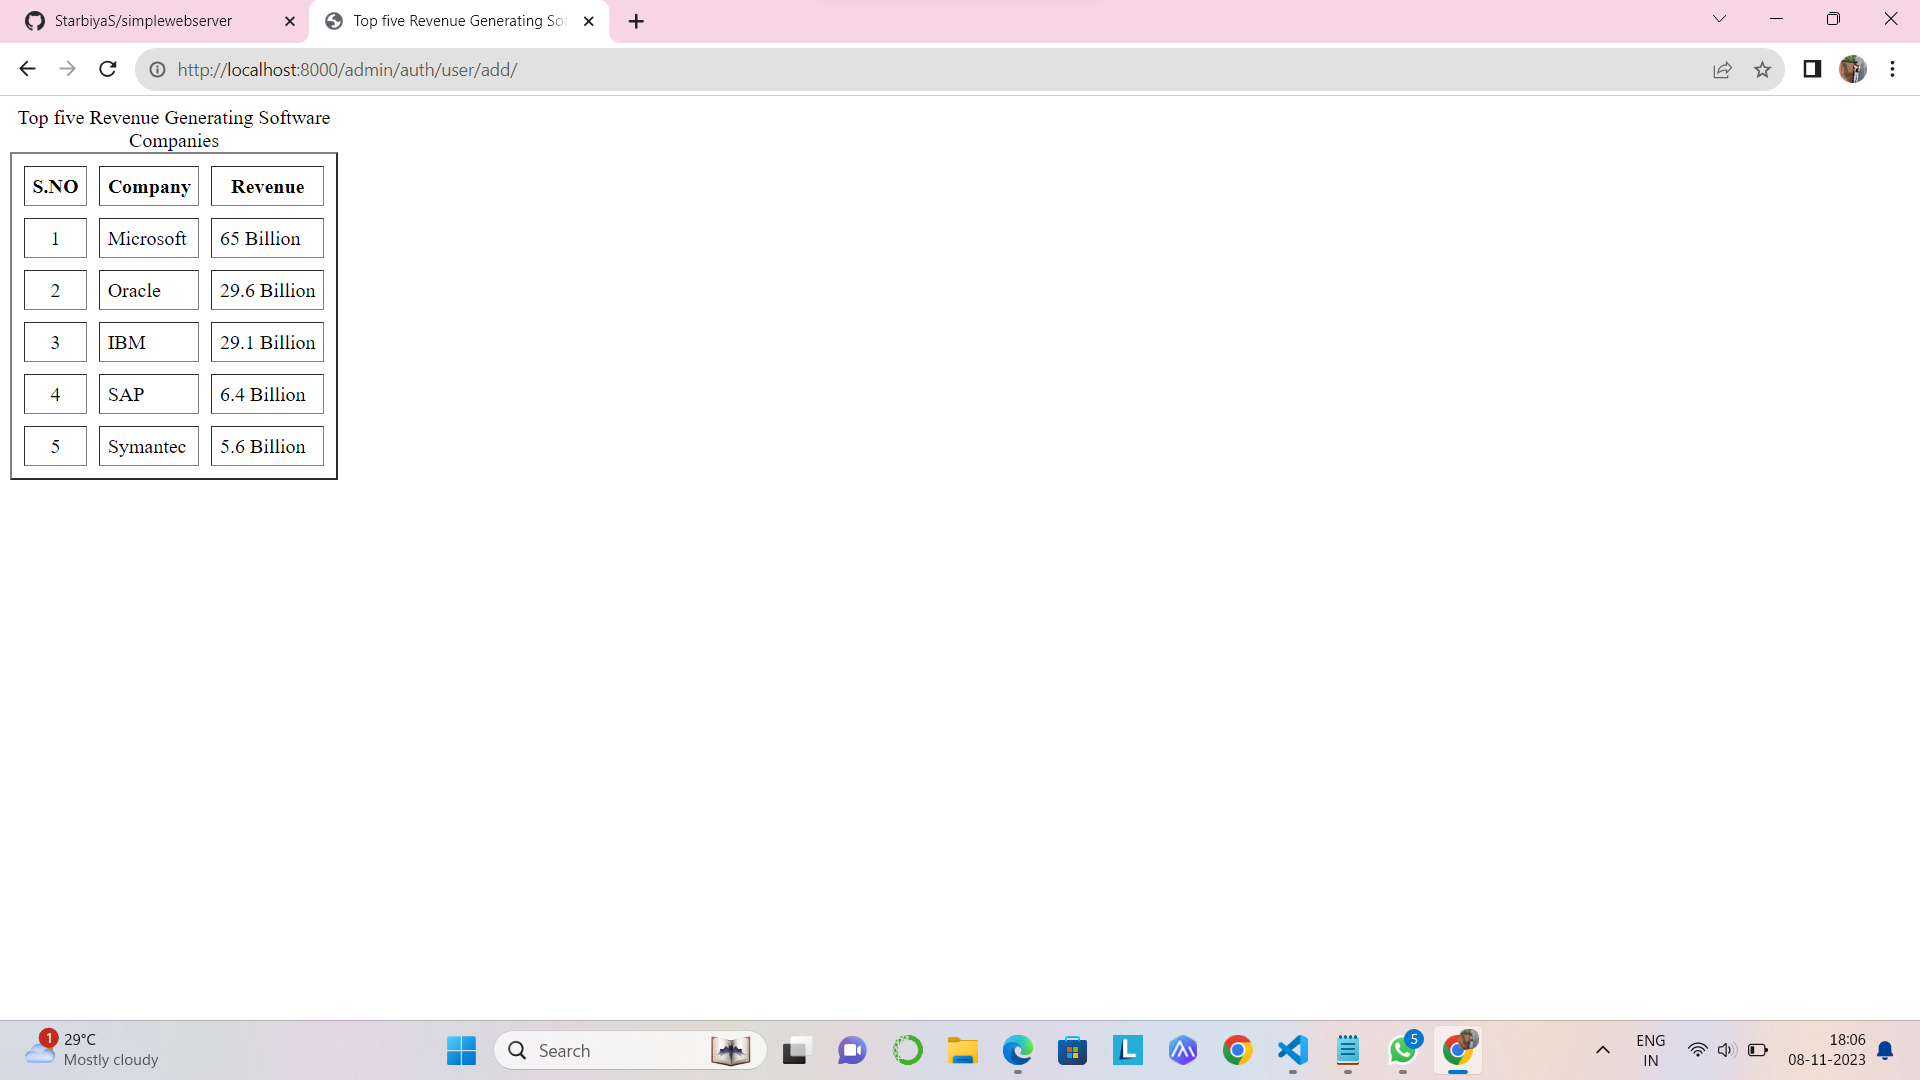 StarbiyaS/simplewebserver
Top five Revenue Generating So
http://localhost:8000/admin/auth/user/add/
Top five Revenue Generating Software
Companies
S.NO Company Revenue
1 Microsoft 65 Billion
2 Oracle 29.6 Billion
3 IBM 29.1 Billion
4 SAP 6.4 Billion
5 Symantec 5.6 Billion
1 29°C
Mostly cloudy
Search
L
5
ENG
IN
18:06
08-11-2023